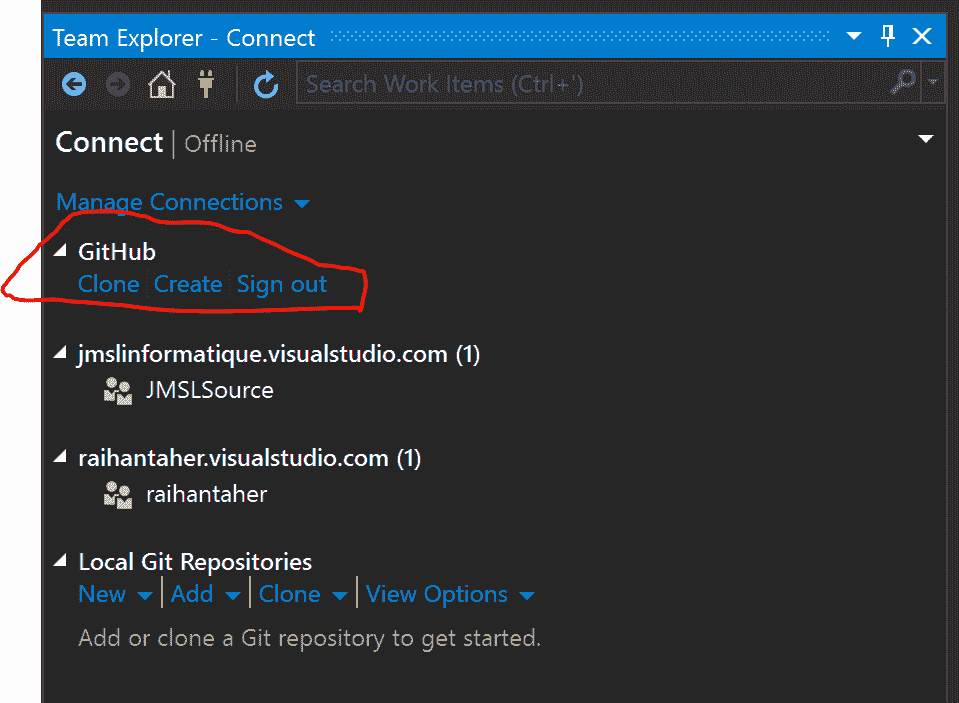 Team Explorer - Connect
Search Work Items (Ctrl+')
Connect | Offline
Manage Connections
GitHub
Clone Create Sign out
jmslinformatique.visualstudio.com (1)
JMSLSource
raihantaher.visualstudio.com (1)
raihantaher
Local Git Repositories
New | Add | Clone | View Options
Add or clone a Git repository to get started.